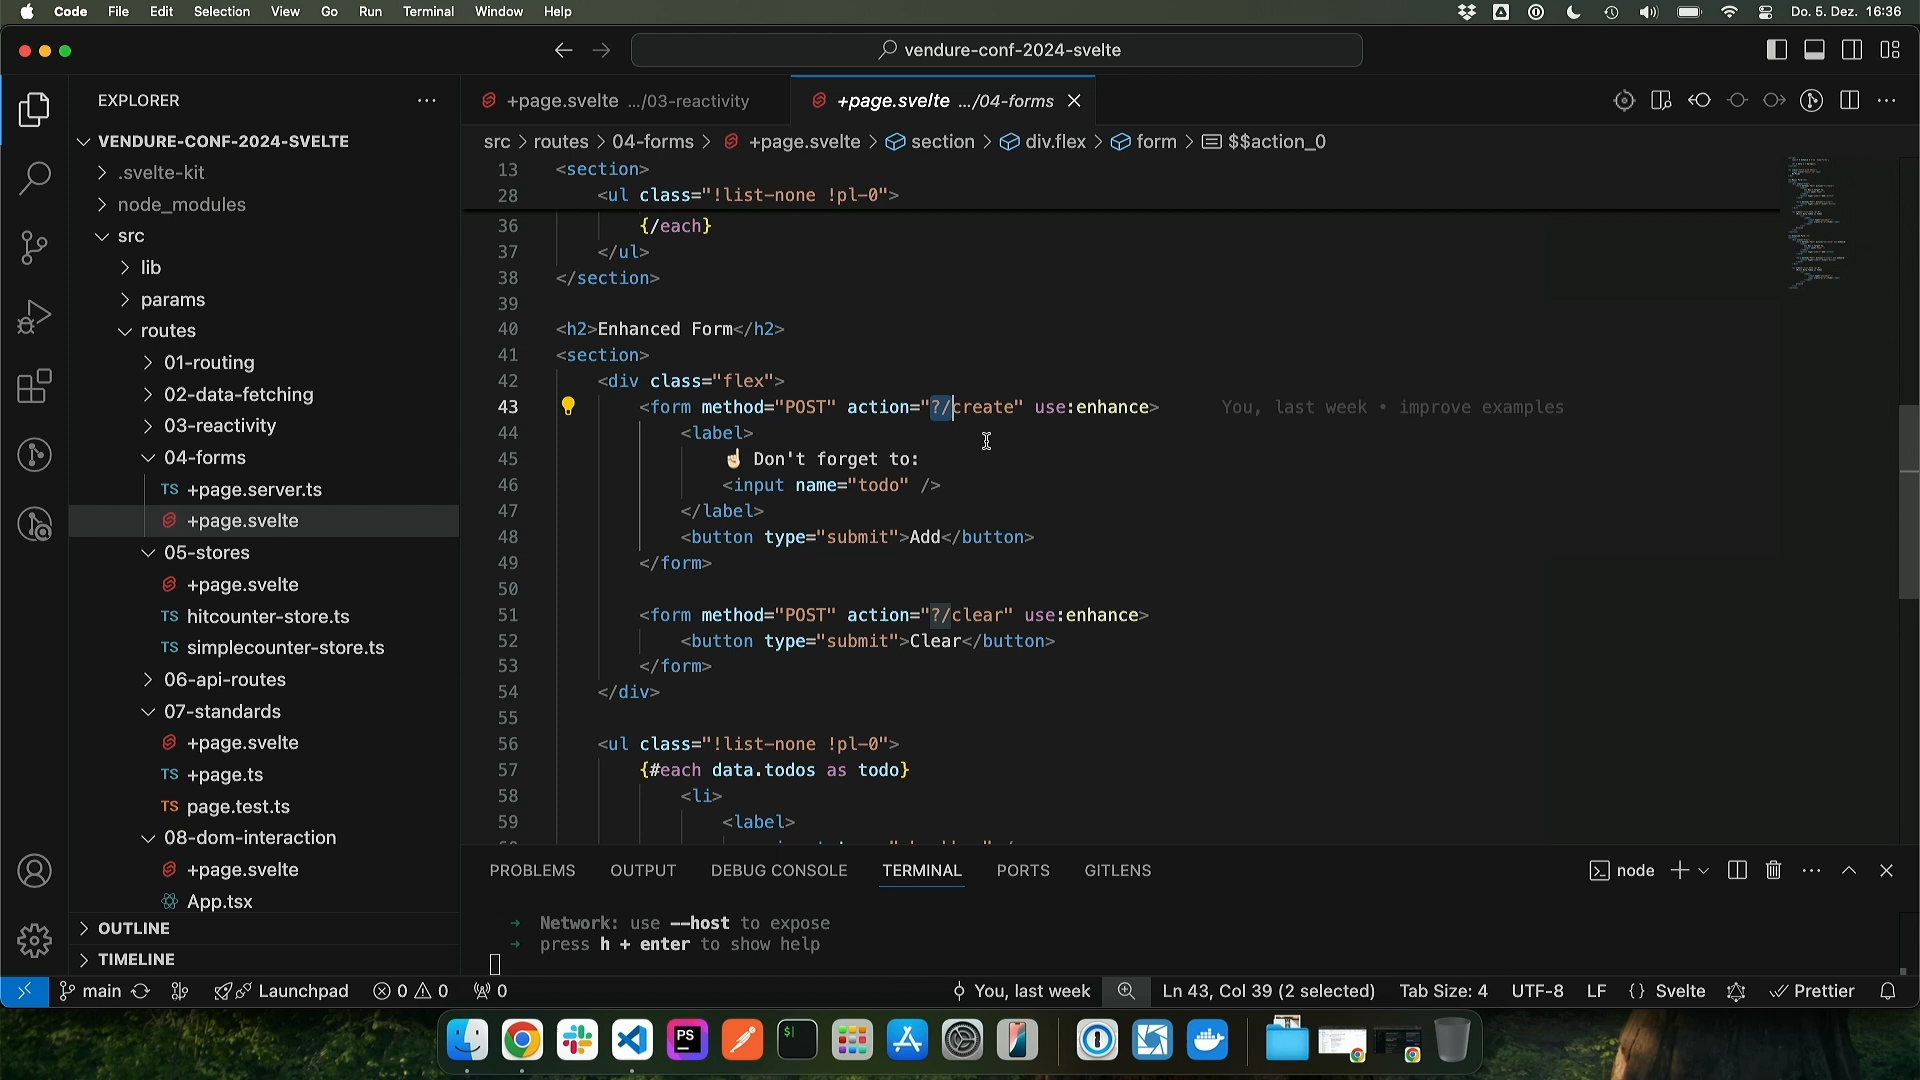 Code File Edit Selection View Go Run Terminal Window Help
Do. 5. Dez. 16:36
vendure-conf-2024-svelte
EXPLORER
+page.svelte .../03-reactivity
+page.svelte .../04-forms
VENDURE-CONF-2024-SVELTE
.svelte-kit
node_modules
src
lib
params
routes
01-routing
02-data-fetching
03-reactivity
04-forms
TS +page.server.ts
+page.svelte
05-stores
+page.svelte
TS hitcounter-store.ts
TS simplecounter-store.ts
06-api-routes
07-standards
+page.svelte
TS +page.ts
TS page.test.ts
08-dom-interaction
+page.svelte
App.tsx
OUTLINE
TIMELINE
src > routes > 04-forms > +page.svelte > section > div.flex > form > $$action_0
13 <section>
28 <ul class="!list-none !pl-0">
36 {/each}
37 </ul>
38 </section>
39
40 <h2>Enhanced Form</h2>
41 <section>
42 <div class="flex">
43 <form method="POST" action="?/create" use:enhance> You, last week • improve examples
44 <label>
45 ☝🏻 Don't forget to:
46 <input name="todo" />
47 </label>
48 <button type="submit">Add</button>
49 </form>
50
51 <form method="POST" action="?/clear" use:enhance>
52 <button type="submit">Clear</button>
53 </form>
54 </div>
55
56 <ul class="!list-none !pl-0">
57 {#each data.todos as todo}
58 <li>
59 <label>
PROBLEMS OUTPUT DEBUG CONSOLE TERMINAL PORTS GITLENS
node
➜ Network: use --host to expose
➜ press h + enter to show help
main Launchpad 0 0 0
You, last week Ln 43, Col 39 (2 selected) Tab Size: 4 UTF-8 LF {} Svelte Prettier
PS
$